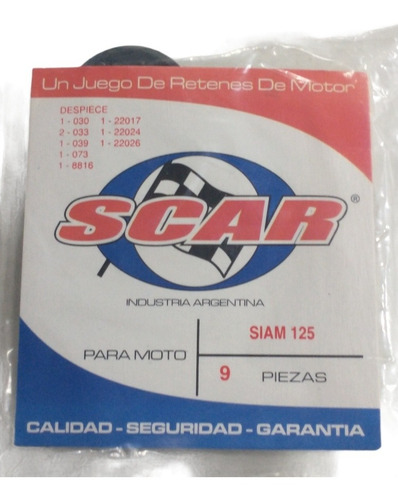 Un Juego De Retenes De Motor
DESPIECE
1 - 030 1 - 22017
2 - 033 1 - 22024
1 - 039 1 - 22026
1 - 073
1 - 8816
SCAR®
INDUSTRIA ARGENTINA
SIAM 125
PARA MOTO
9 PIEZAS
CALIDAD - SEGURIDAD - GARANTIA